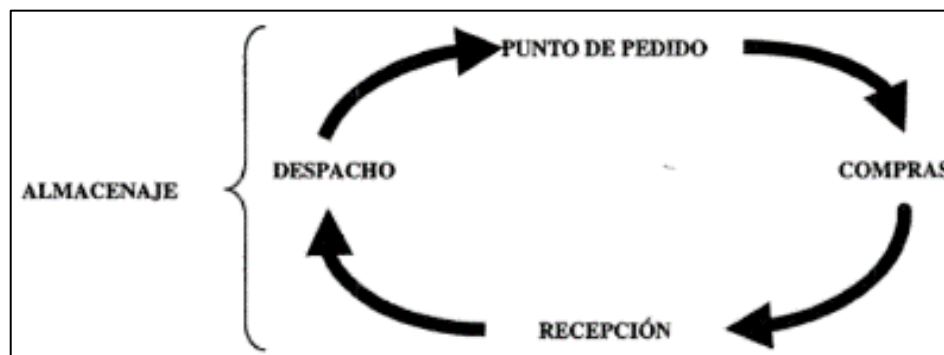 PUNTO DE PEDIDO
DESPACHO
COMPRAS
ALMACENAJE
RECEPCIÓN